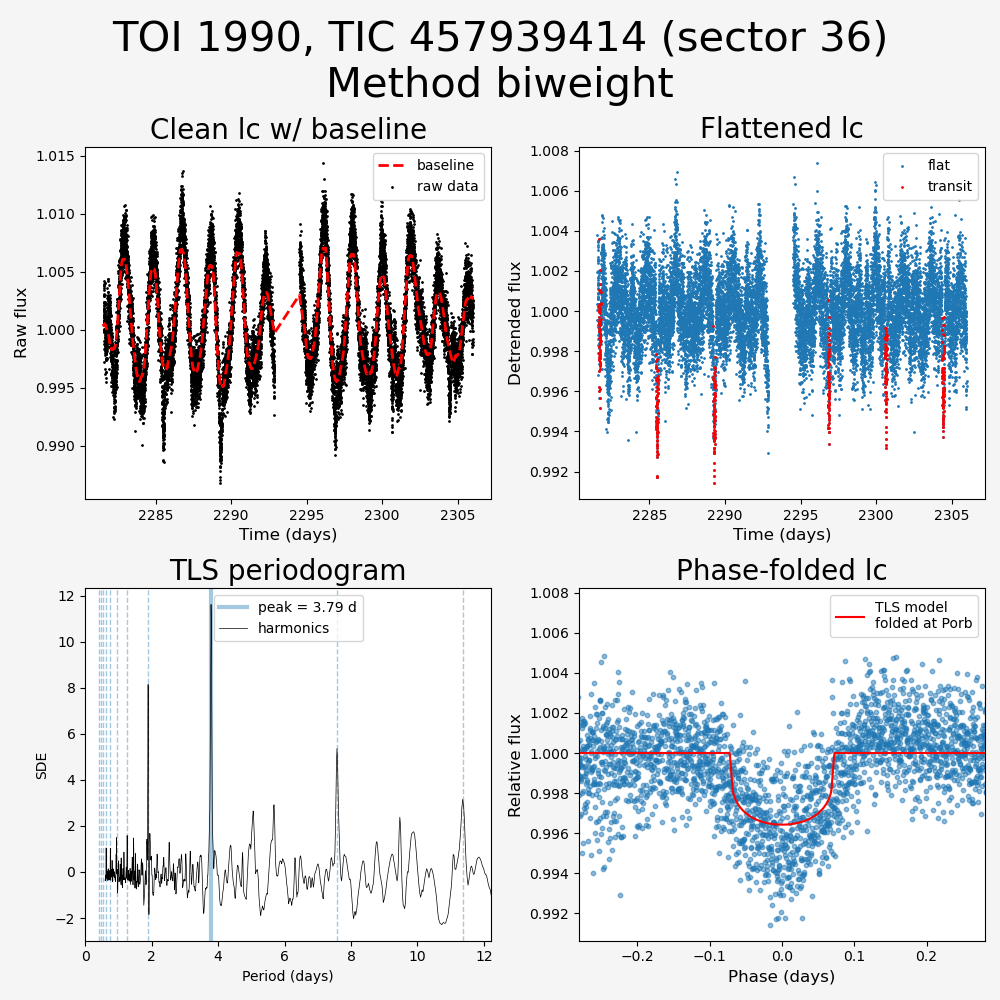 TOI 1990, TIC 457939414 (sector 36)
Method biweight
Clean lc w/ baseline
1.015
1.010
1.005
1.000
0.995
0.990
Raw flux
baseline
raw data
2285
2290
2295
2300
2305
Time (days)
Flattened lc
1.008
1.006
1.004
1.002
1.000
0.998
0.996
0.994
0.992
Detrended flux
flat
transit
2285
2290
2295
2300
2305
Time (days)
TLS periodogram
12
10
8
6
4
2
0
−2
SDE
peak = 3.79 d
harmonics
0
2
4
6
8
10
12
Period (days)
Phase-folded lc
1.008
1.006
1.004
1.002
1.000
0.998
0.996
0.994
0.992
Relative flux
TLS model
folded at Porb
−0.2
−0.1
0.0
0.1
0.2
Phase (days)